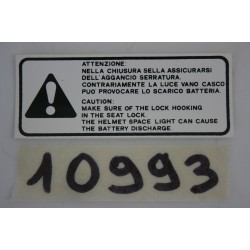 ATTENZIONE:
NELLA CHIUSURA SELLA ASSICURARSI
DELL'AGGANCIO SERRATURA.
CONTRARIAMENTE LA LUCE VANO CASCO
PUO' PROVOCARE LO SCARICO BATTERIA.
CAUTION:
MAKE SURE OF THE LOCK HOOKING
IN THE SEAT LOCK.
THE HELMET SPACE LIGHT CAN CAUSE
THE BATTERY DISCHARGE
10993